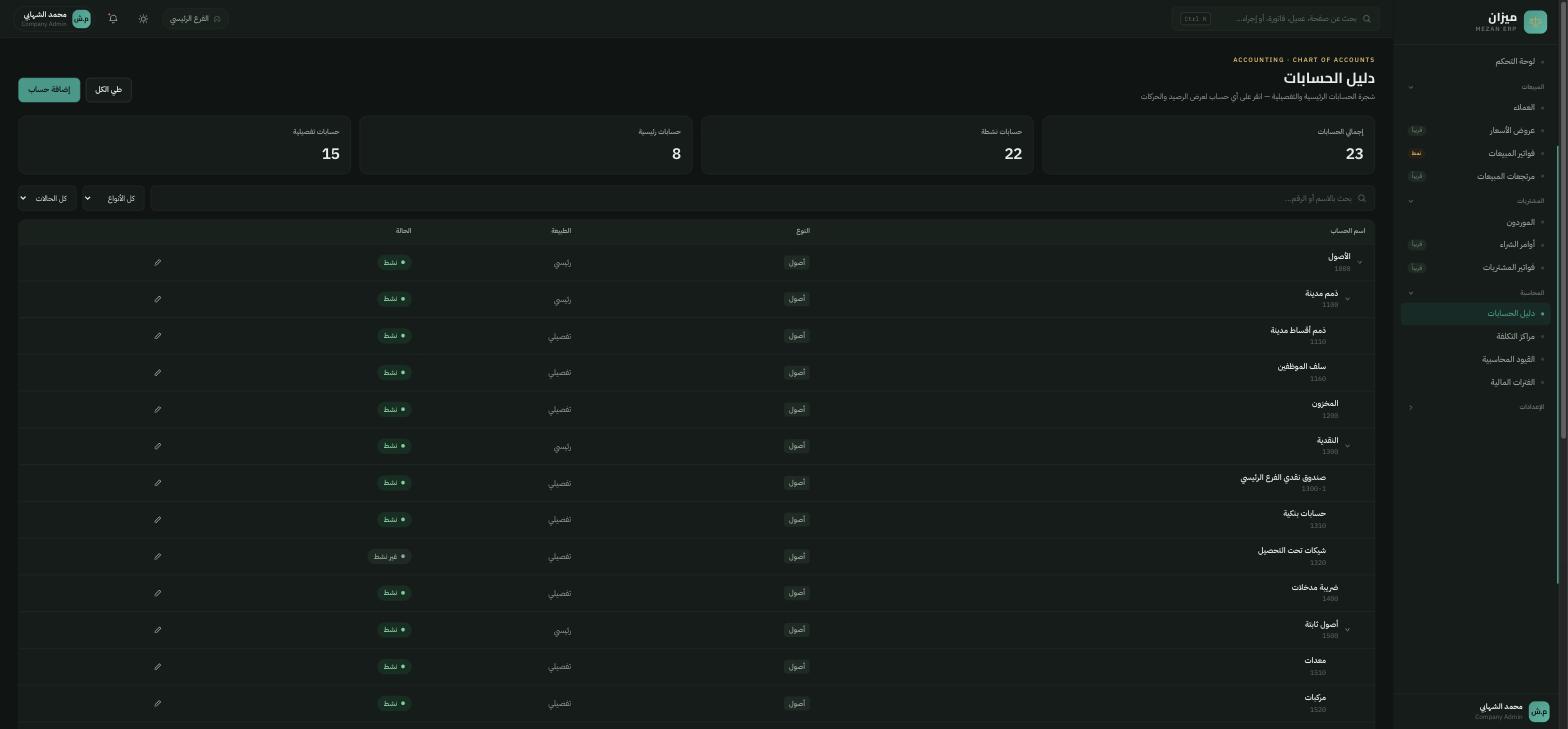 ميزان
MEZAN ERP
بحث عن صفحة، عميل، فاتورة، أو إجراء...
Ctrl K
الفرع الرئيسي
م.ش
محمد الشهابي
Company Admin
لوحة التحكم
المبيعات
العملاء
عروض الأسعار
قريباً
فواتير المبيعات
نمط
مرتجعات المبيعات
قريباً
المشتريات
الموردون
أوامر الشراء
قريباً
فواتير المشتريات
قريباً
المحاسبة
دليل الحسابات
مراكز التكلفة
القيود المحاسبية
الفترات المالية
الإعدادات
م.ش
محمد الشهابي
Company Admin
ACCOUNTING · CHART OF ACCOUNTS
دليل الحسابات
شجرة الحسابات الرئيسية والتفصيلية — انقر على أي حساب لعرض الرصيد والحركات
طي الكل
إضافة حساب
إجمالي الحسابات
23
حسابات نشطة
22
حسابات رئيسية
8
حسابات تفصيلية
15
بحث بالاسم أو الرقم...
كل الأنواع
كل الحالات
اسم الحساب النوع الطبيعة الحالة
الأصول أصول رئيسي نشط
1000
ذمم مدينة أصول رئيسي نشط
1100
ذمم أقساط مدينة أصول تفصيلي نشط
1110
سلف الموظفين أصول تفصيلي نشط
1160
المخزون أصول تفصيلي نشط
1200
النقدية أصول رئيسي نشط
1300
صندوق نقدي الفرع الرئيسي أصول تفصيلي نشط
1300-1
حسابات بنكية أصول تفصيلي نشط
1310
شيكات تحت التحصيل أصول تفصيلي غير نشط
1320
ضريبة مدخلات أصول تفصيلي نشط
1400
أصول ثابتة أصول رئيسي نشط
1500
معدات أصول تفصيلي نشط
1510
مركبات أصول تفصيلي نشط
1520